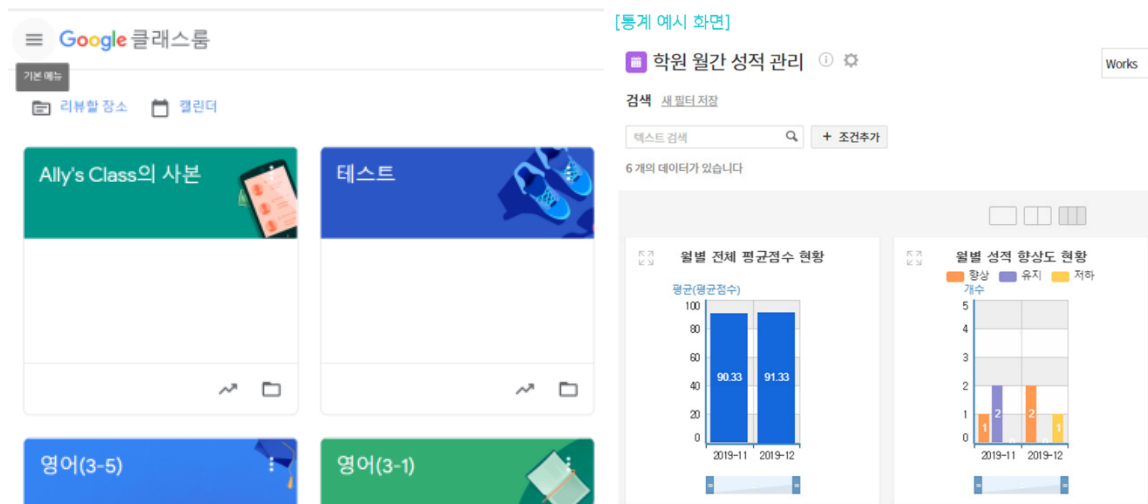 Google 클래스룸
기본 메뉴
리뷰할 장소
캘린더
Ally's Class의 사본
테스트
영어(3-5)
영어(3-1)
[통계 예시 화면]
학원 월간 성적 관리
Works
검색 새 필터 저장
텍스트 검색
+ 조건추가
6 개의 데이터가 있습니다
월별 전체 평균점수 현황
평균(평균점수)
100
80
60
40
20
0
90.33
91.33
2019-11
2019-12
월별 성적 향상도 현황
향상
유지
저하
개수
5
4
3
2
1
0
1
2
0
2
0
1
2019-11
2019-12